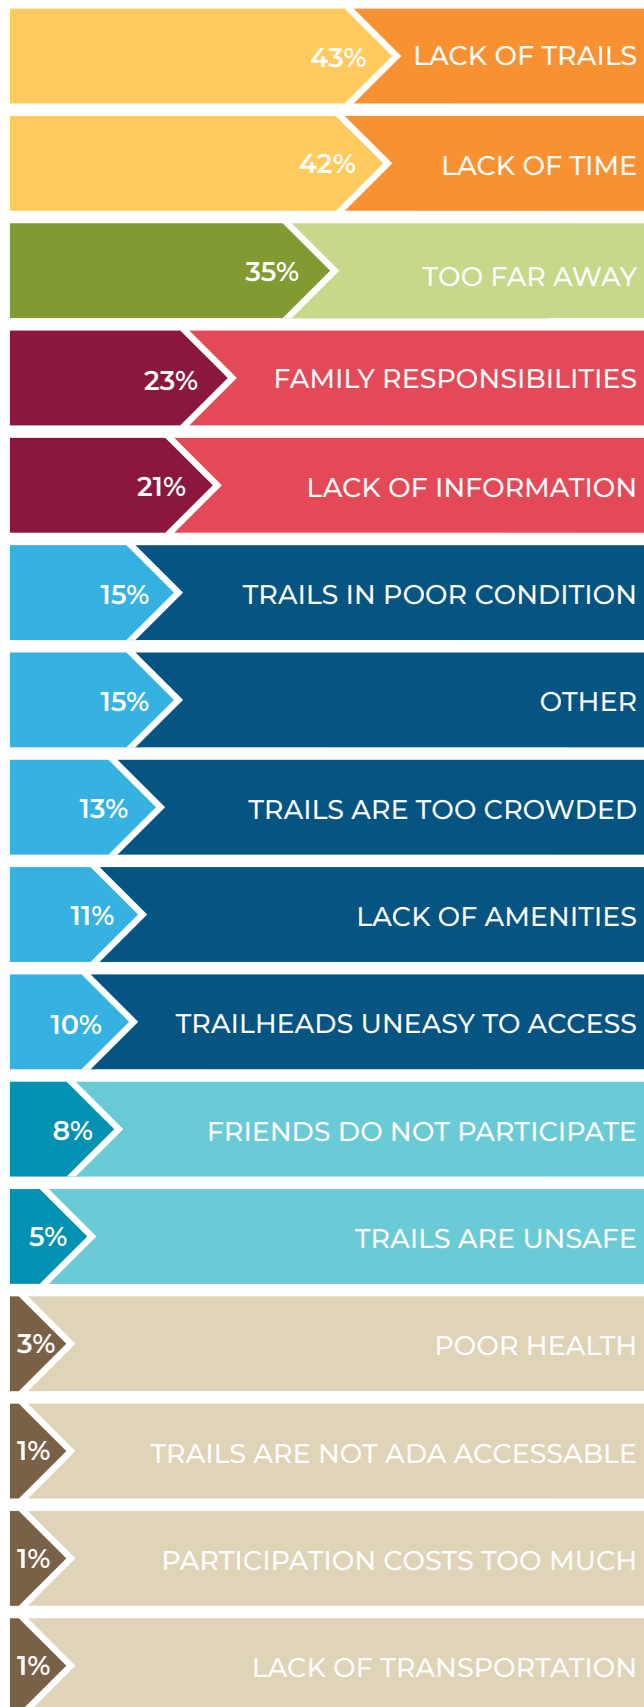 43% LACK OF TRAILS
42% LACK OF TIME
35% TOO FAR AWAY
23% FAMILY RESPONSIBILITIES
21% LACK OF INFORMATION
15% TRAILS IN POOR CONDITION
15% OTHER
13% TRAILS ARE TOO CROWDED
11% LACK OF AMENITIES
10% TRAILHEADS UNEASY TO ACCESS
8% FRIENDS DO NOT PARTICIPATE
5% TRAILS ARE UNSAFE
3% POOR HEALTH
1% TRAILS ARE NOT ADA ACCESSABLE
1% PARTICIPATION COSTS TOO MUCH
1% LACK OF TRANSPORTATION